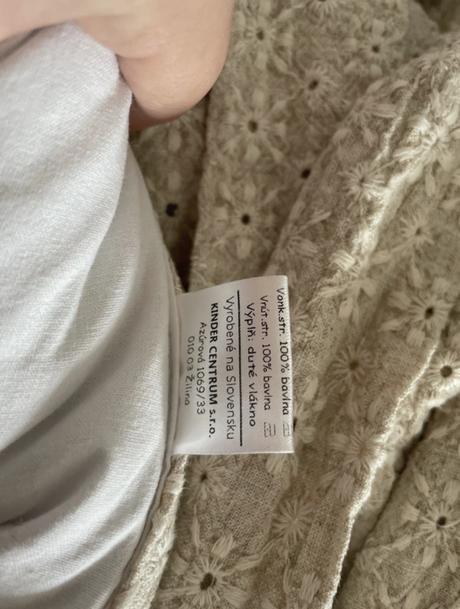 Vonk.str. 100% bavlna
Vnút.str. 100% bavlna
Výplň: duté vlákno
Vyrobené na Slovensku
KINDER CENTRUM s.r.o.
Azúrová 1069/33
010 03 Žilina